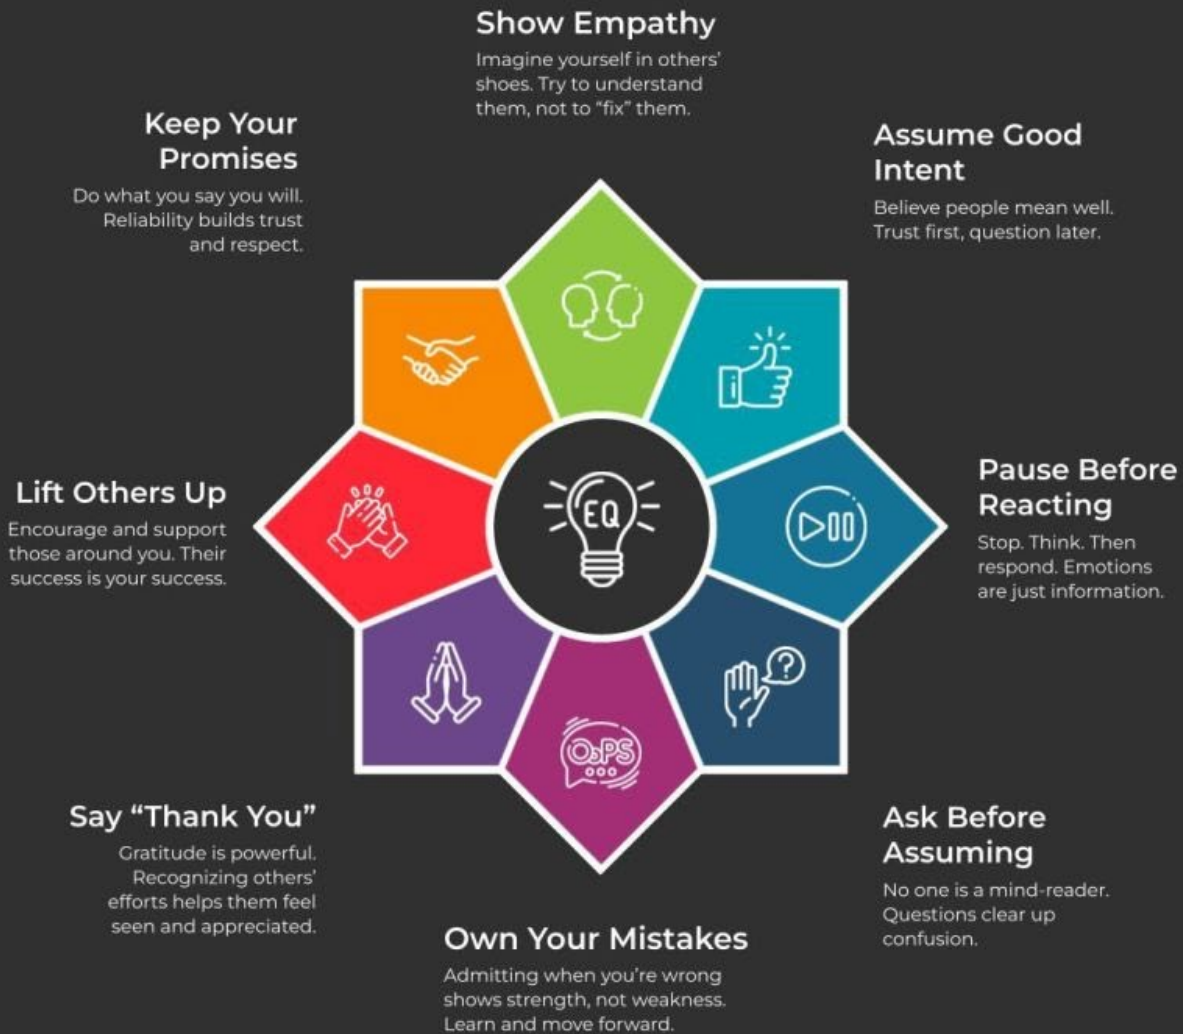 Show Empathy
Imagine yourself in others’
shoes. Try to understand
them, not to “fix” them.
Assume Good
Intent
Believe people mean well.
Trust first, question later.
Pause Before
Reacting
Stop. Think. Then
respond. Emotions
are just information.
Ask Before
Assuming
No one is a mind-reader.
Questions clear up
confusion.
Own Your Mistakes
Admitting when you’re wrong
shows strength, not weakness.
Learn and move forward.
Say “Thank You”
Gratitude is powerful.
Recognizing others’
efforts helps them feel
seen and appreciated.
Lift Others Up
Encourage and support
those around you. Their
success is your success.
Keep Your
Promises
Do what you say you will.
Reliability builds trust
and respect.
EQ
?
OOPS